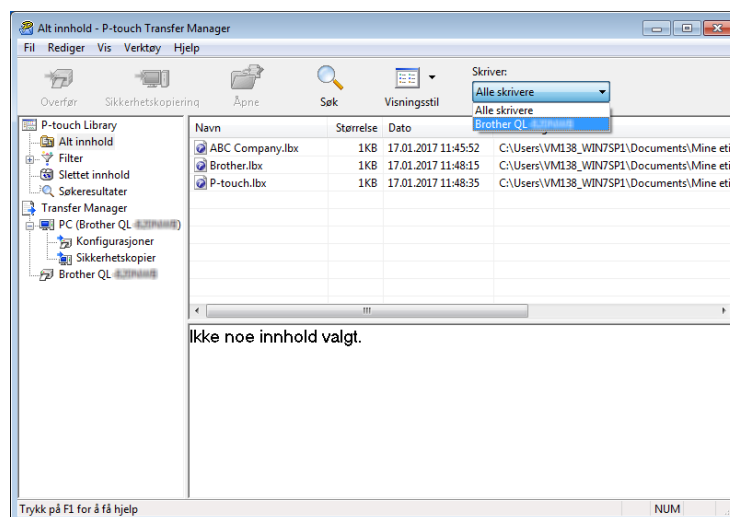 Alt innhold - P-touch Transfer Manager
Fil Rediger Vis Verktøy Hjelp
Skriver:
Alle skrivere
Overfør Sikkerhetskopiering Åpne Søk Visningsstil
Alle skrivere
Brother QL
P-touch Library
Alt innhold
Filter
Slettet innhold
Søkeresultater
Transfer Manager
PC (Brother QL )
Konfigurasjoner
Sikkerhetskopier
Brother QL
Navn Størrelse Dato
ABC Company.lbx 1KB 17.01.2017 11:45:52 C:\Users\VM138_WIN7SP1\Documents\Mine eti
Brother.lbx 1KB 17.01.2017 11:48:15 C:\Users\VM138_WIN7SP1\Documents\Mine eti
P-touch.lbx 1KB 17.01.2017 11:48:35 C:\Users\VM138_WIN7SP1\Documents\Mine eti
Ikke noe innhold valgt.
Trykk på F1 for å få hjelp NUM